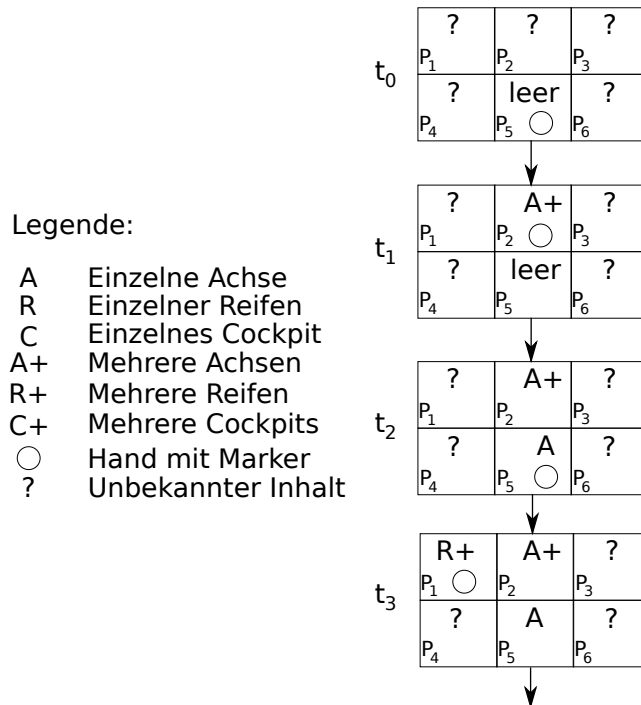 Legende:
A Einzelne Achse
R Einzelner Reifen
C Einzelnes Cockpit
A+ Mehrere Achsen
R+ Mehrere Reifen
C+ Mehrere Cockpits
Hand mit Marker
? Unbekannter Inhalt
t0
? ? ?
P1 P2 P3
? leer ?
P4 P5 P6
t1
? A+ ?
P1 P2 P3
? leer ?
P4 P5 P6
t2
? A+ ?
P1 P2 P3
? A ?
P4 P5 P6
t3
R+ A+ ?
P1 P2 P3
? A ?
P4 P5 P6